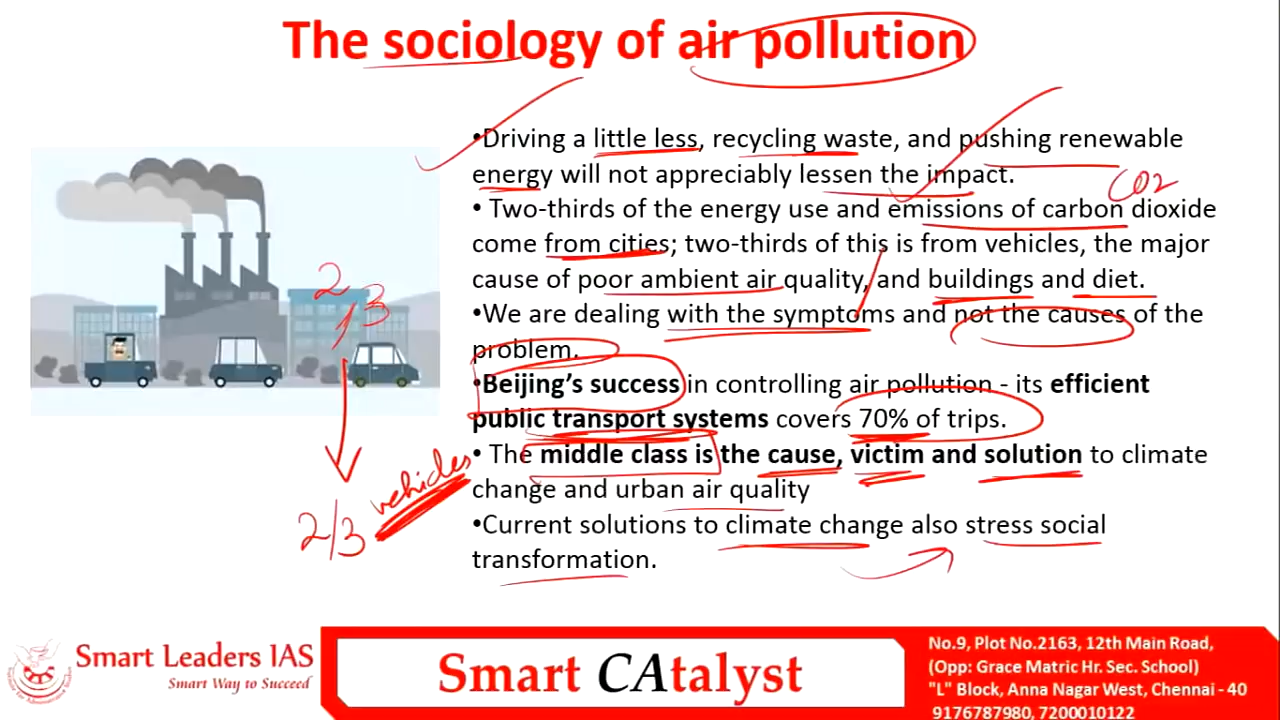 The sociology of air pollution
•Driving a little less, recycling waste, and pushing renewable
energy will not appreciably lessen the impact.
CO2
• Two-thirds of the energy use and emissions of carbon dioxide
come from cities; two-thirds of this is from vehicles, the major
cause of poor ambient air quality, and buildings and diet.
•We are dealing with the symptoms and not the causes of the
problem.
•Beijing's success in controlling air pollution - its efficient
public transport systems covers 70% of trips.
• The middle class is the cause, victim and solution to climate
change and urban air quality
•Current solutions to climate change also stress social
transformation.
2/3
2/3 vehicles
Smart Leaders IAS
Smart Way to Succeed
Smart CAtalyst
No.9, Plot No.2163, 12th Main Road,
(Opp: Grace Matric Hr. Sec. School)
"L" Block, Anna Nagar West, Chennai - 40
9176787980, 7200010122